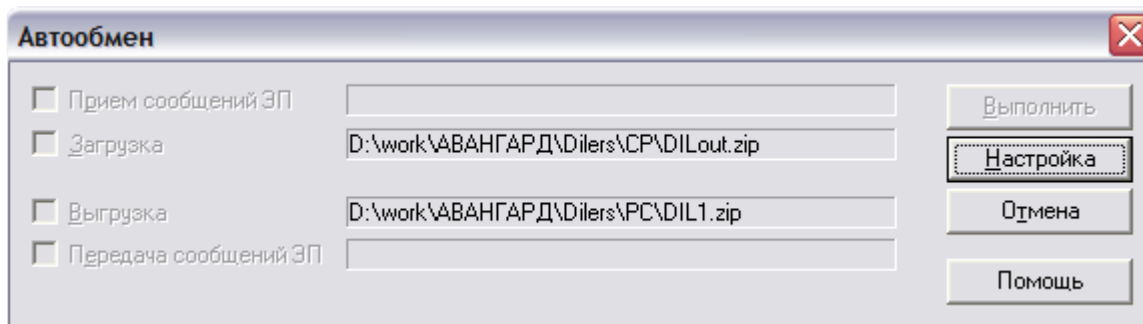 Автообмен
Прием сообщений ЭП
Выполнить
Загрузка D:\work\АВАНГАРД\Dilers\CP\DILout.zip
Настройка
Выгрузка D:\work\АВАНГАРД\Dilers\PC\DIL1.zip
Отмена
Передача сообщений ЭП
Помощь